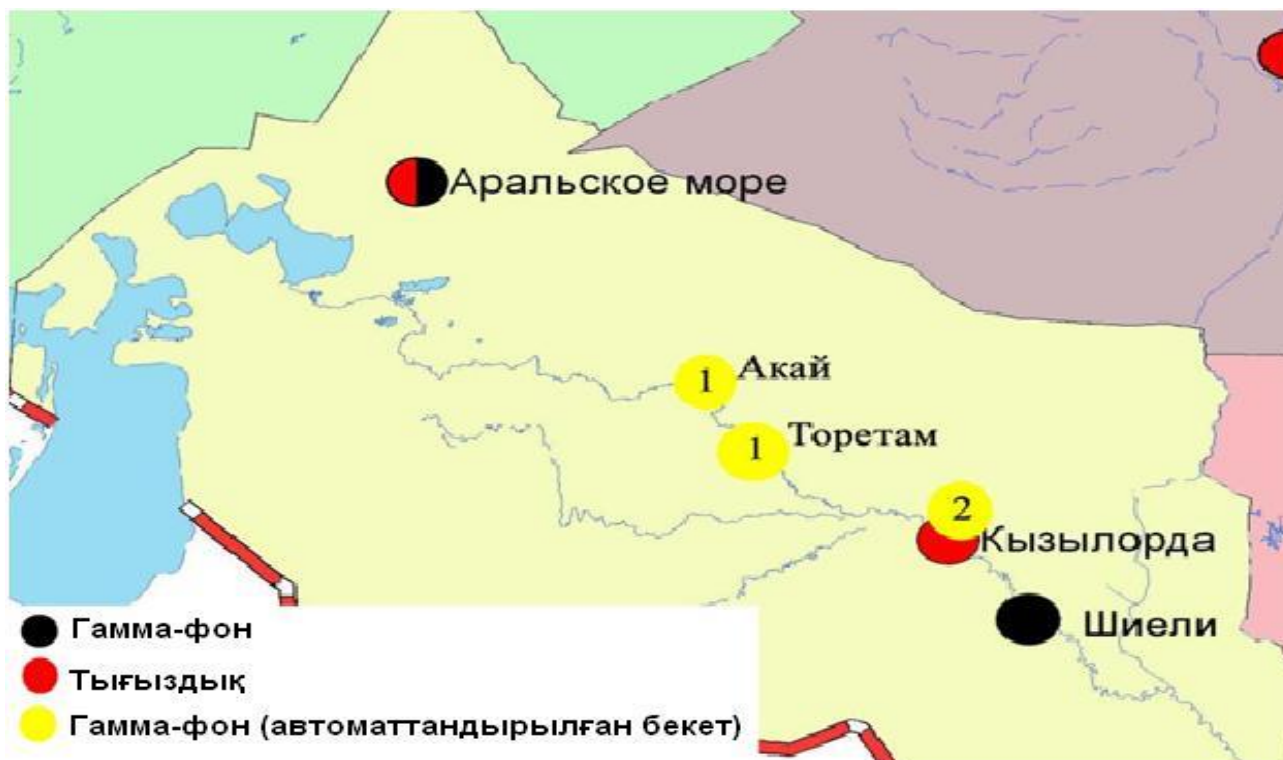 Аральское море
1 Акай
1 Торетам
2
Кызылорда
Шиели
Гамма-фон
Тығыздық
Гамма-фон (автоматтандырылған бекет)